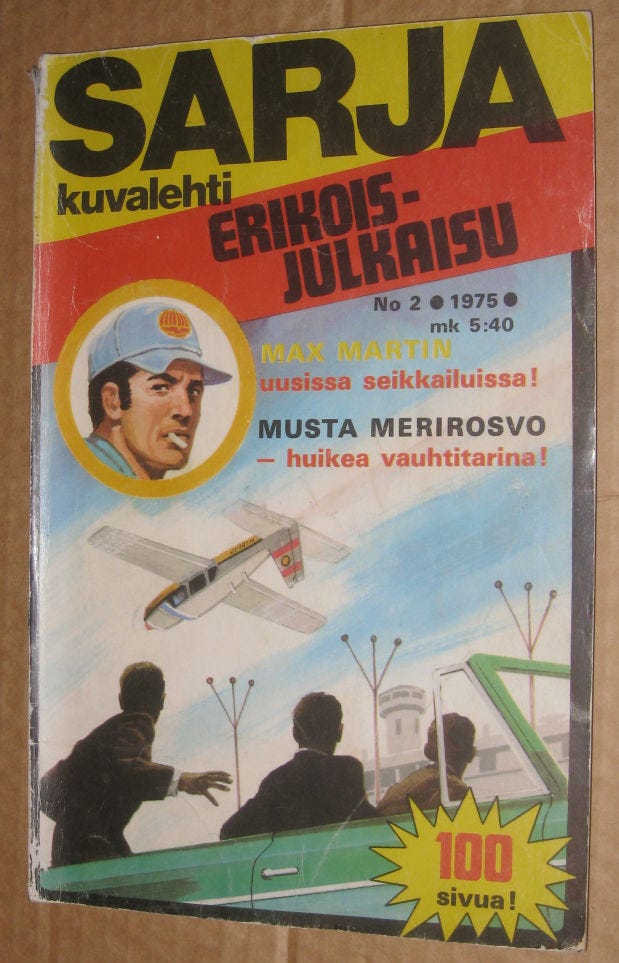 SARJA
kuvalehti
ERIKOIS-
JULKAISU
No 2 ● 1975 ●
mk 5:40
MAX MARTIN
uusissa seikkailuissa!
MUSTA MERIROSVO
– huikea vauhtitarina!
100
sivua!